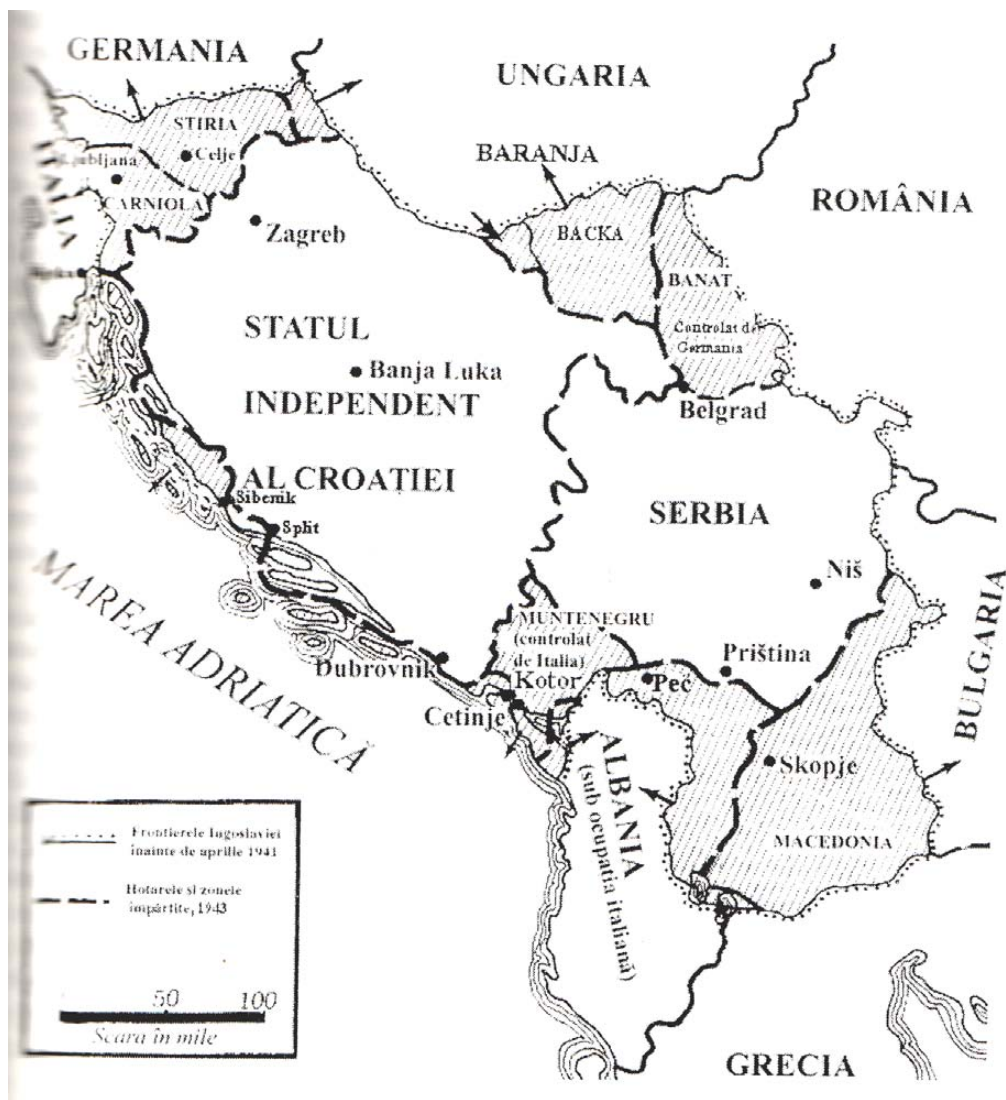 GERMANIA
UNGARIA
STIRIA
Celje
BARANJA
Ljubljana
ITALIA
CARNIOLA
ROMÂNIA
Zagreb
BACKA
BANAT
Controlat de
Germania
STATUL
Banja Luka
INDEPENDENT
Belgrad
AL CROAȚIEI
Sibenik
SERBIA
Split
Niš
MAREA ADRIATICĂ
MUNTENEGRU
(controlat
de Italia)
Priština
BULGARIA
Dubrovnik
Kotor
Peč
Cetinje
ALBANIA
(sub ocupatia italiană)
Skopje
MACEDONIA
Frontierele Iugoslaviei
inainte de aprilie 1941
Hotarele și zonele
impărtite, 1943
50 100
Scara în mile
GRECIA